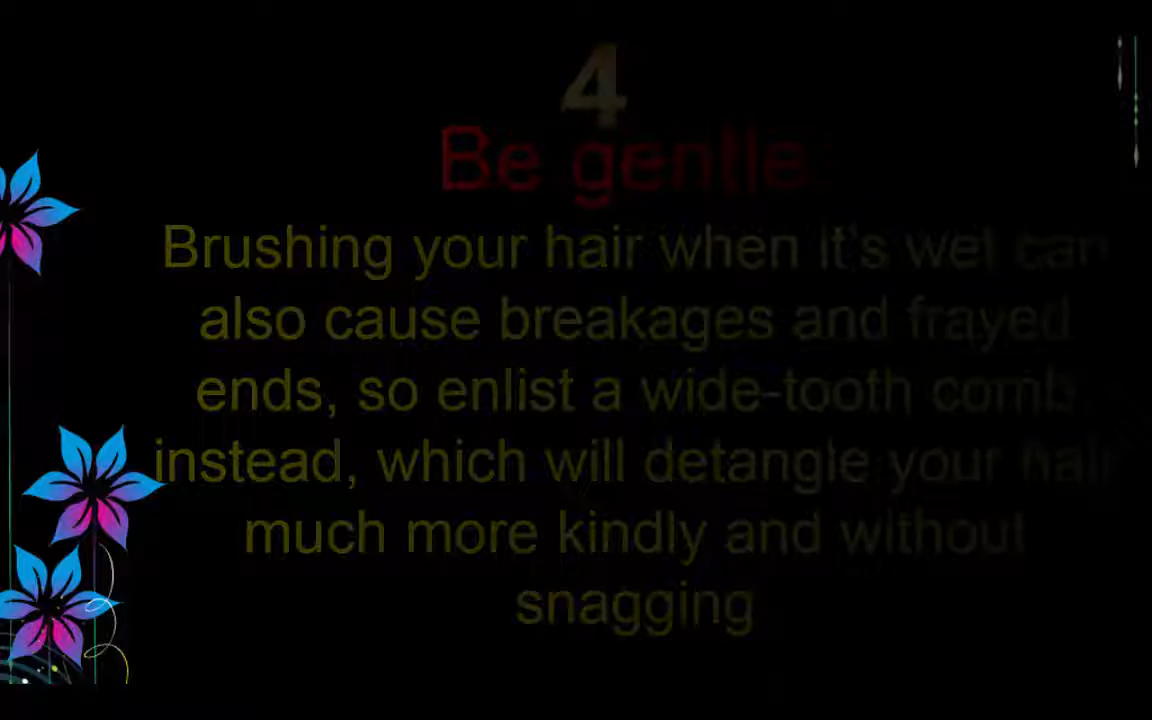 4
Be gentle:
Brushing your hair when it's wet can
also cause breakages and frayed
ends, so enlist a wide-tooth comb
instead, which will detangle your hair
much more kindly and without
snagging